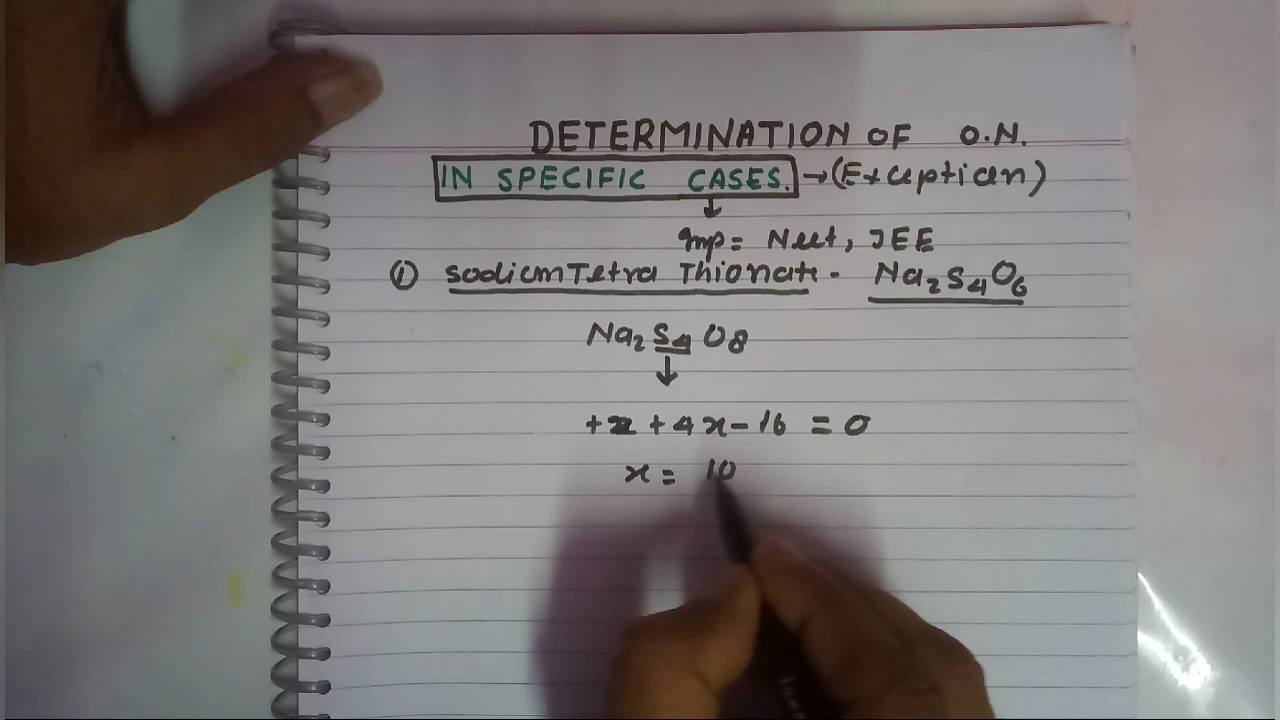 DETERMINATION OF O.N.
IN SPECIFIC CASES. → (Exception)
↓
Imp = Neet, JEE
① Sodium Tetra Thionate - Na₂S₄O₆
Na₂S₄O8
↓
+2 + 4x - 16 = 0
x = 10